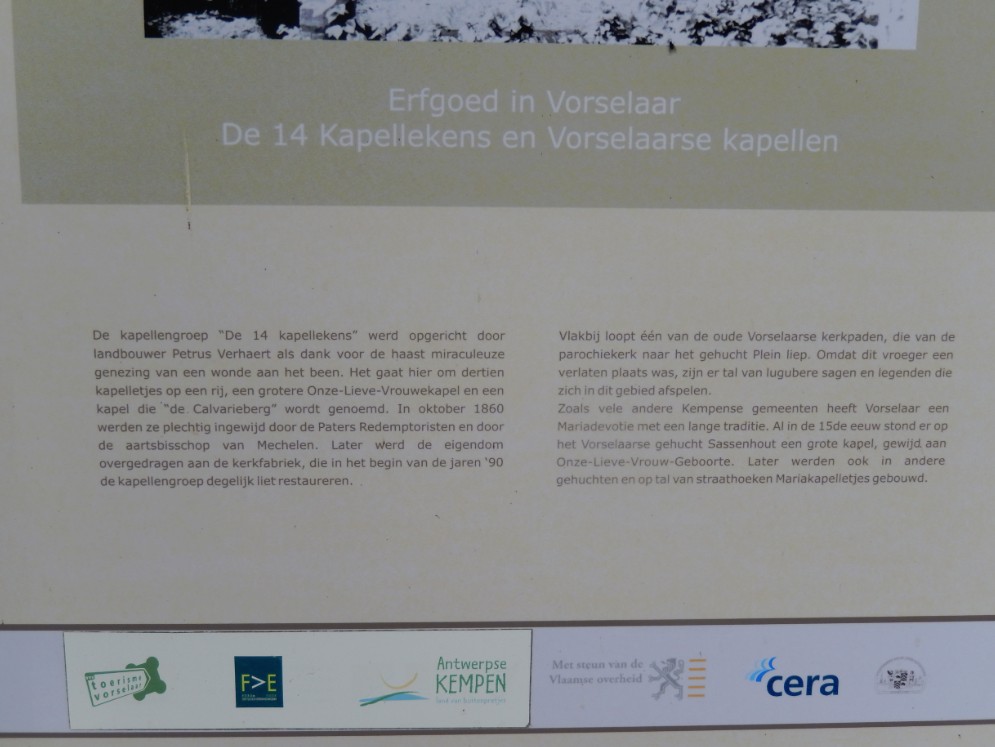 Erfgoed in Vorselaar
De 14 Kapellekens en Vorselaarse kapellen
De kapellengroep "De 14 kapellekens" werd opgericht door
landbouwer Petrus Verhaert als dank voor de haast miraculeuze
genezing van een wonde aan het been. Het gaat hier om dertien
kapelletjes op een rij, een grotere Onze-Lieve-Vrouwekapel en een
kapel die "de Calvarieberg" wordt genoemd. In oktober 1860
werden ze plechtig ingewijd door de Paters Redemptoristen en door
de aartsbisschop van Mechelen. Later werd de eigendom
overgedragen aan de kerkfabriek, die in het begin van de jaren '90
de kapellengroep degelijk liet restaureren.
Vlakbij loopt één van de oude Vorselaarse kerkpaden, die van de
parochiekerk naar het gehucht Plein liep. Omdat dit vroeger een
verlaten plaats was, zijn er tal van lugubere sagen en legenden die
zich in dit gebied afspelen.
Zoals vele andere Kempense gemeenten heeft Vorselaar een
Mariadevotie met een lange traditie. Al in de 15de eeuw stond er op
het Vorselaarse gehucht Sassenhout een grote kapel, gewijd aan
Onze-Lieve-Vrouw-Geboorte. Later werden ook in andere
gehuchten en op tal van straathoeken Mariakapelletjes gebouwd.
toerisme
vorselaar
F>E
Antwerpse
KEMPEN
Met steun van de
Vlaamse overheid
cera